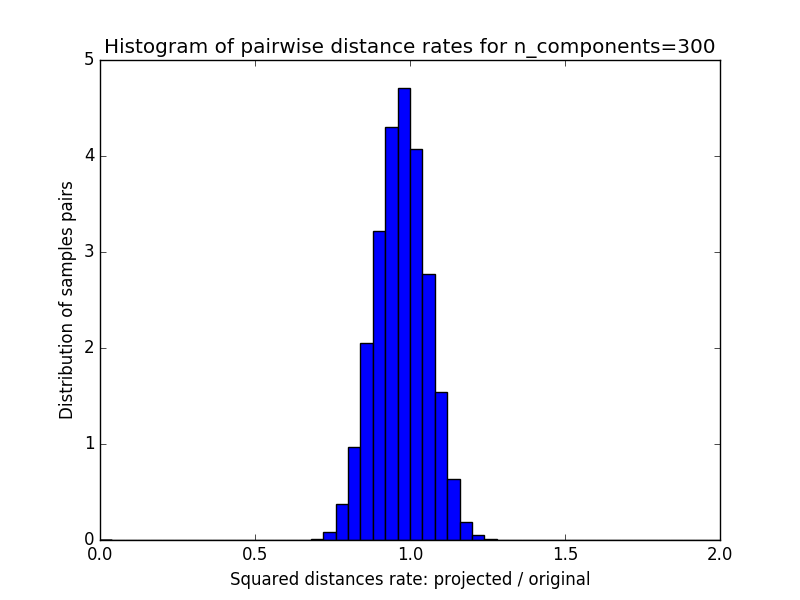 Histogram of pairwise distance rates for n_components=300
5
4
3
2
1
0
Distribution of samples pairs
0.0 0.5 1.0 1.5 2.0
Squared distances rate: projected / original